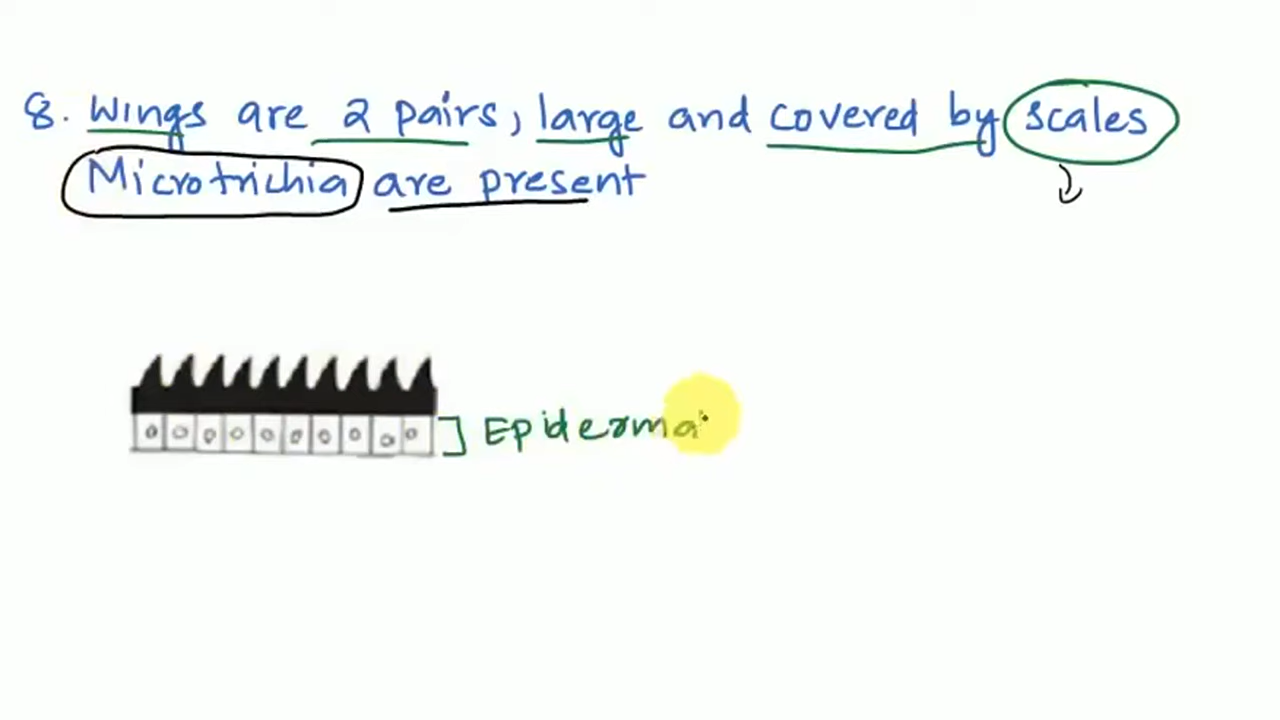 8. Wings are 2 pairs, large and covered by scales
Microtrichia are present
Epiderma